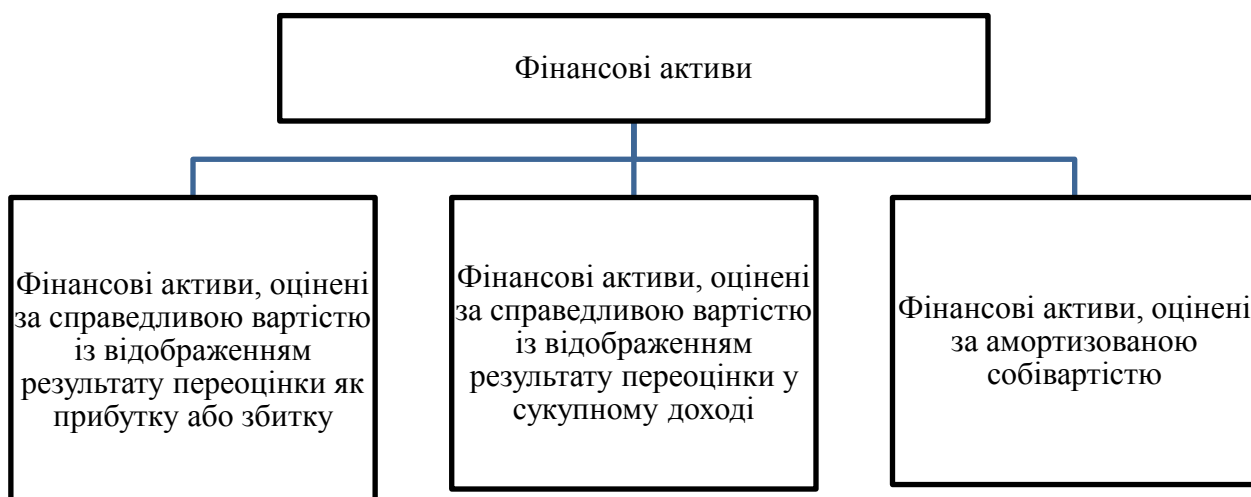 Фінансові активи
Фінансові активи, оцінені
за справедливою вартістю
із відображенням
результату переоцінки як
прибутку або збитку
Фінансові активи, оцінені
за справедливою вартістю
із відображенням
результату переоцінки у
сукупному доході
Фінансові активи, оцінені
за амортизованою
собівартістю